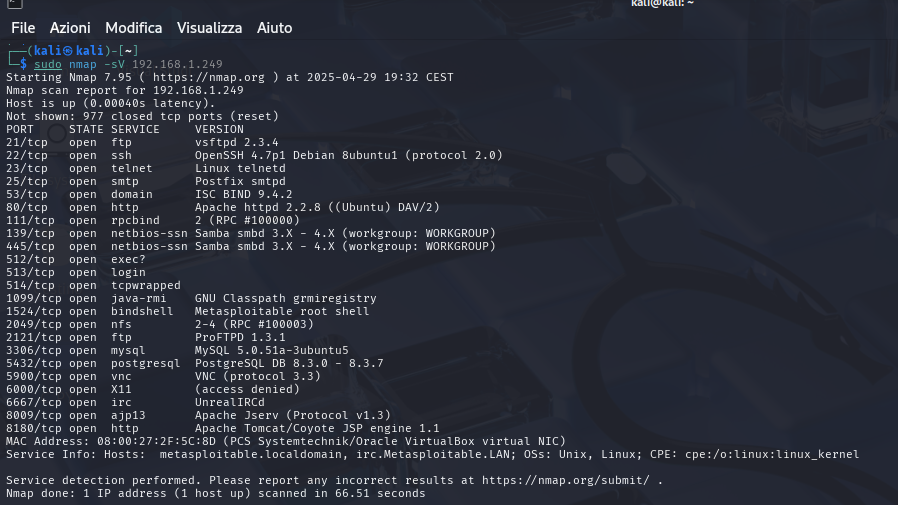 kali@kali: ~
File Azioni Modifica Visualizza Aiuto
(kali㉿kali)-[~]
$ sudo nmap -sV 192.168.1.249
Starting Nmap 7.95 ( https://nmap.org ) at 2025-04-29 19:32 CEST
Nmap scan report for 192.168.1.249
Host is up (0.00040s latency).
Not shown: 977 closed tcp ports (reset)
PORT STATE SERVICE VERSION
21/tcp open ftp vsftpd 2.3.4
22/tcp open ssh OpenSSH 4.7p1 Debian 8ubuntu1 (protocol 2.0)
23/tcp open telnet Linux telnetd
25/tcp open smtp Postfix smtpd
53/tcp open domain ISC BIND 9.4.2
80/tcp open http Apache httpd 2.2.8 ((Ubuntu) DAV/2)
111/tcp open rpcbind 2 (RPC #100000)
139/tcp open netbios-ssn Samba smbd 3.X - 4.X (workgroup: WORKGROUP)
445/tcp open netbios-ssn Samba smbd 3.X - 4.X (workgroup: WORKGROUP)
512/tcp open exec?
513/tcp open login
514/tcp open tcpwrapped
1099/tcp open java-rmi GNU Classpath grmiregistry
1524/tcp open bindshell Metasploitable root shell
2049/tcp open nfs 2-4 (RPC #100003)
2121/tcp open ftp ProFTPD 1.3.1
3306/tcp open mysql MySQL 5.0.51a-3ubuntu5
5432/tcp open postgresql PostgreSQL DB 8.3.0 - 8.3.7
5900/tcp open vnc VNC (protocol 3.3)
6000/tcp open X11 (access denied)
6667/tcp open irc UnrealIRCd
8009/tcp open ajp13 Apache Jserv (Protocol v1.3)
8180/tcp open http Apache Tomcat/Coyote JSP engine 1.1
MAC Address: 08:00:27:2F:5C:8D (PCS Systemtechnik/Oracle VirtualBox virtual NIC)
Service Info: Hosts: metasploitable.localdomain, irc.Metasploitable.LAN; OSs: Unix, Linux; CPE: cpe:/o:linux:linux_kernel
Service detection performed. Please report any incorrect results at https://nmap.org/submit/ .
Nmap done: 1 IP address (1 host up) scanned in 66.51 seconds